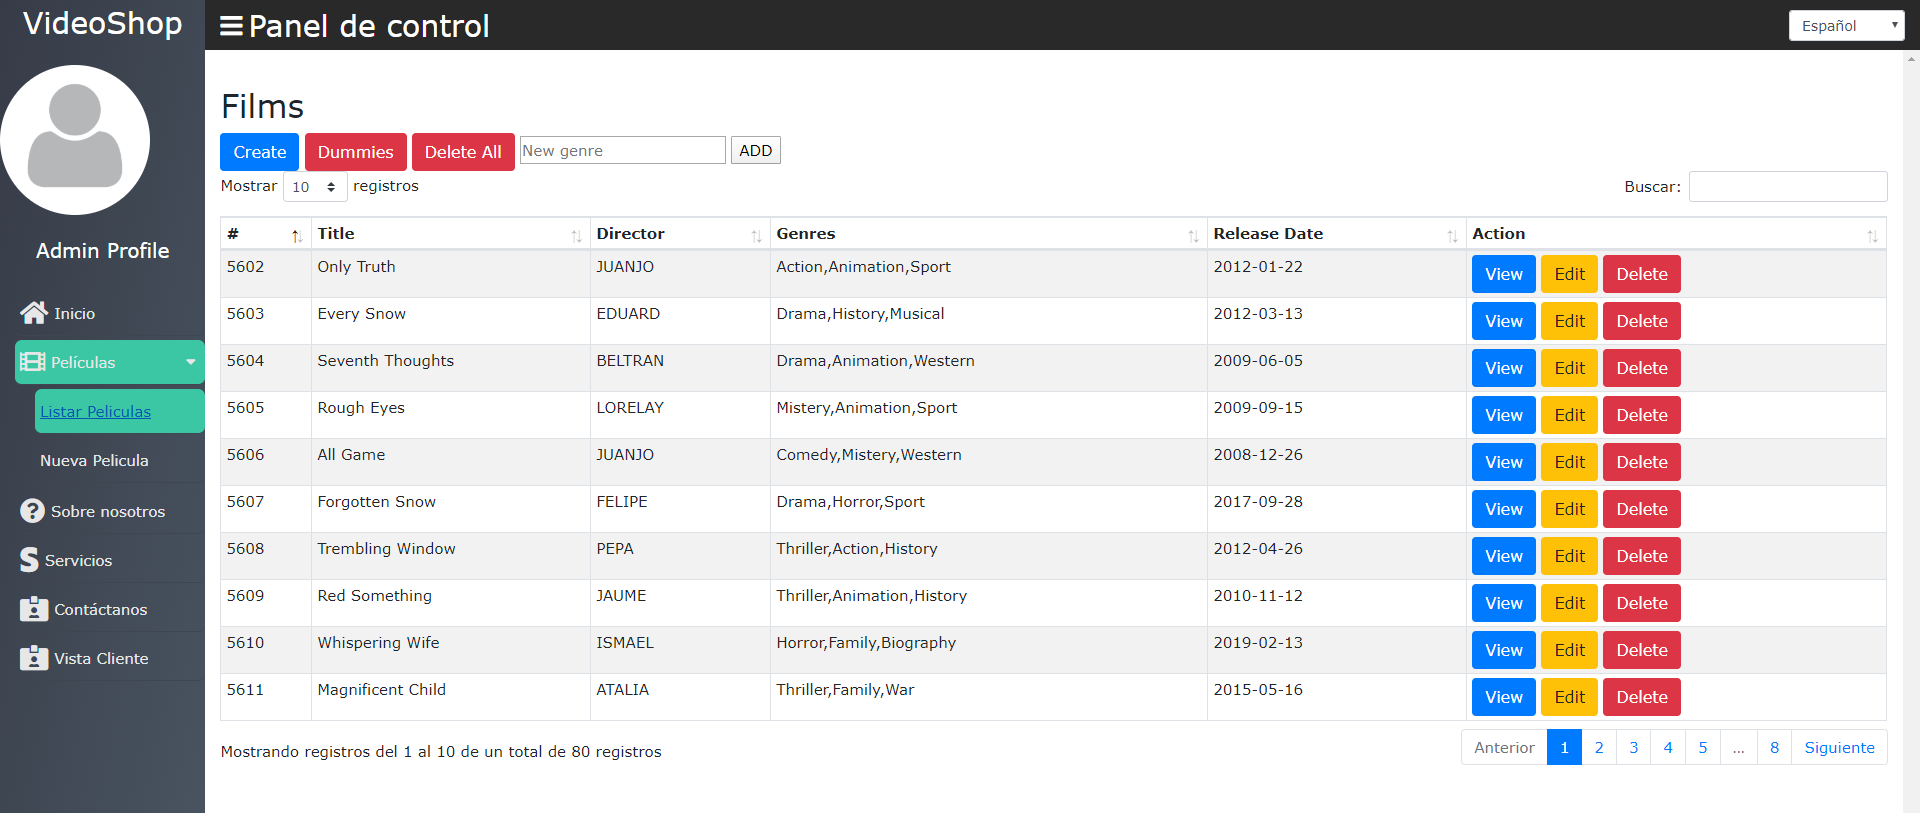 VideoShop
Panel de control
Español
Admin Profile
Inicio
Películas
Listar Peliculas
Nueva Pelicula
Sobre nosotros
Servicios
Contáctanos
Vista Cliente
Films
Create Dummies Delete All New genre ADD
Mostrar 10 registros Buscar:
# Title Director Genres Release Date Action
5602 Only Truth JUANJO Action,Animation,Sport 2012-01-22 View Edit Delete
5603 Every Snow EDUARD Drama,History,Musical 2012-03-13 View Edit Delete
5604 Seventh Thoughts BELTRAN Drama,Animation,Western 2009-06-05 View Edit Delete
5605 Rough Eyes LORELAY Mistery,Animation,Sport 2009-09-15 View Edit Delete
5606 All Game JUANJO Comedy,Mistery,Western 2008-12-26 View Edit Delete
5607 Forgotten Snow FELIPE Drama,Horror,Sport 2017-09-28 View Edit Delete
5608 Trembling Window PEPA Thriller,Action,History 2012-04-26 View Edit Delete
5609 Red Something JAUME Thriller,Animation,History 2010-11-12 View Edit Delete
5610 Whispering Wife ISMAEL Horror,Family,Biography 2019-02-13 View Edit Delete
5611 Magnificent Child ATALIA Thriller,Family,War 2015-05-16 View Edit Delete
Mostrando registros del 1 al 10 de un total de 80 registros
Anterior 1 2 3 4 5 ... 8 Siguiente